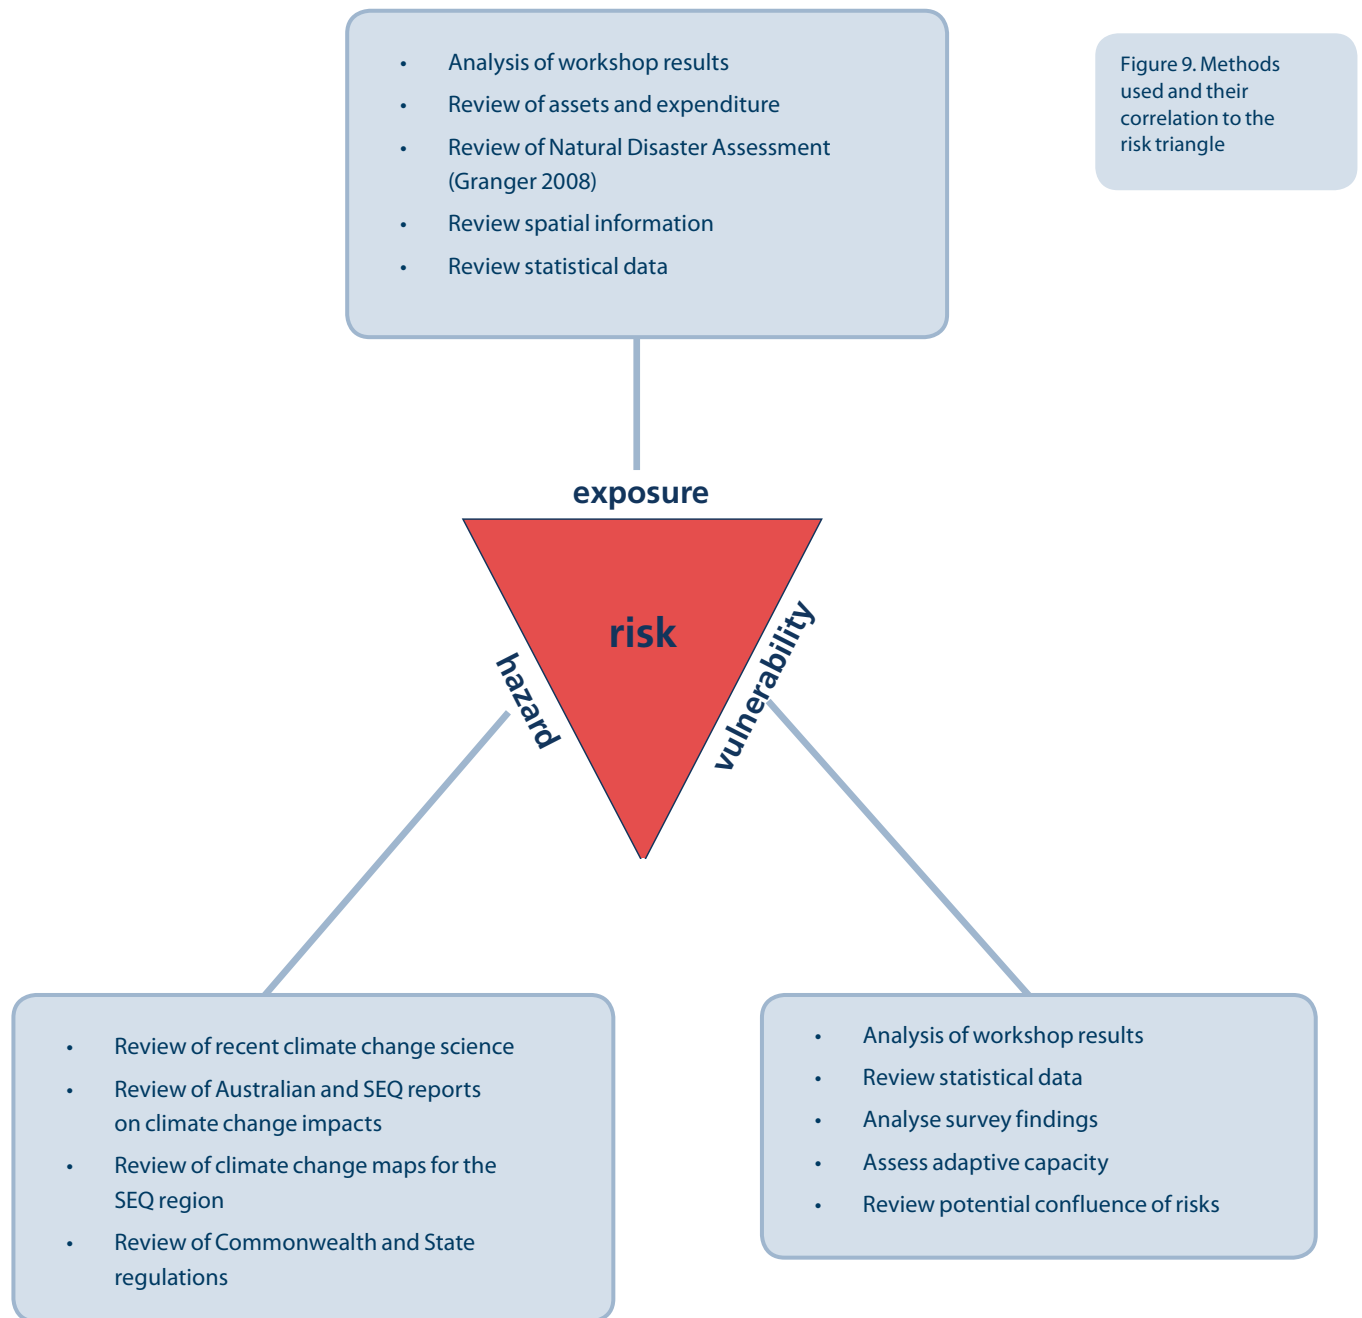 • Analysis of workshop results
• Review of assets and expenditure
• Review of Natural Disaster Assessment
(Granger 2008)
• Review spatial information
• Review statistical data
Figure 9. Methods
used and their
correlation to the
risk triangle
exposure
risk
hazard
vulnerability
• Review of recent climate change science
• Review of Australian and SEQ reports
on climate change impacts
• Review of climate change maps for the
SEQ region
• Review of Commonwealth and State
regulations
• Analysis of workshop results
• Review statistical data
• Analyse survey findings
• Assess adaptive capacity
• Review potential confluence of risks